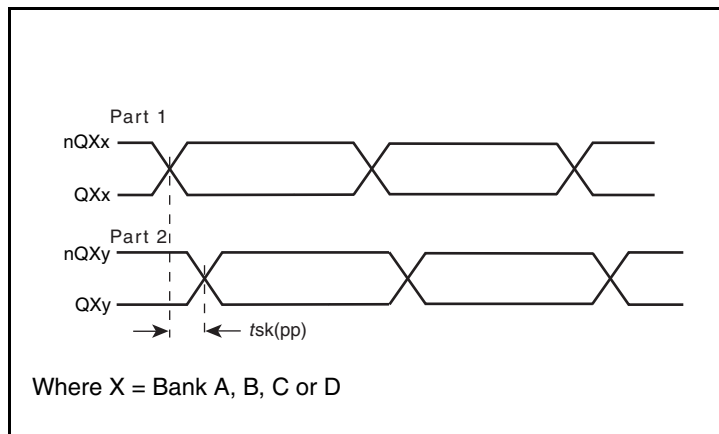 Part 1
nQXx
QXx
Part 2
nQXy
QXy
tsk(pp)
Where X = Bank A, B, C or D